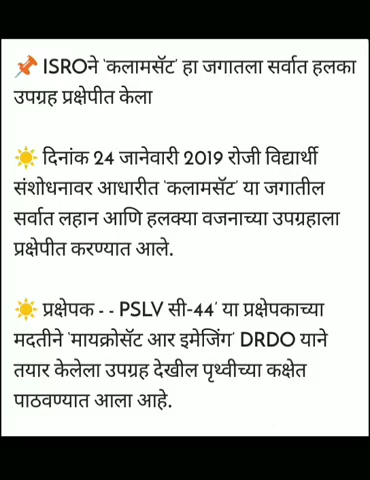 📌 ISROने 'कलामसॅट' हा जगातला सर्वात हलका
उपग्रह प्रक्षेपीत केला
☀️ दिनांक 24 जानेवारी 2019 रोजी विद्यार्थी
संशोधनावर आधारीत 'कलामसॅट' या जगातील
सर्वात लहान आणि हलक्या वजनाच्या उपग्रहाला
प्रक्षेपीत करण्यात आले.
☀️ प्रक्षेपक - - PSLV सी-44' या प्रक्षेपकाच्या
मदतीने 'मायक्रोसॅट आर इमेजिंग' DRDO याने
तयार केलेला उपग्रह देखील पृथ्वीच्या कक्षेत
पाठवण्यात आला आहे.